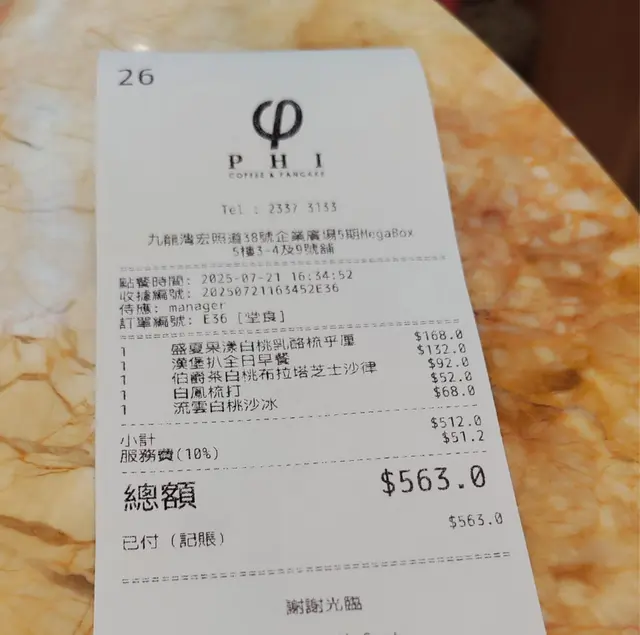 26
φ
PHI
COFFEE & PANCAKE
Tel : 2337 3133
九龍灣宏照道38號企業廣場5期MegaBox
5樓3-4及9號舖
點餐時間: 2025-07-21 16:34:52
收據編號: 20250721163452E36
侍應: manager
訂單編號: E36 [堂食]
1 盛夏果漾白桃乳酪梳乎厘 $168.0
1 漢堡扒全日早餐 $132.0
1 伯爵茶白桃布拉塔芝士沙律 $92.0
1 白鳳梳打 $52.0
1 流雲白桃沙冰 $68.0
小計 $512.0
服務費(10%) $51.2
總額 $563.0
已付 (記賬) $563.0
謝謝光臨